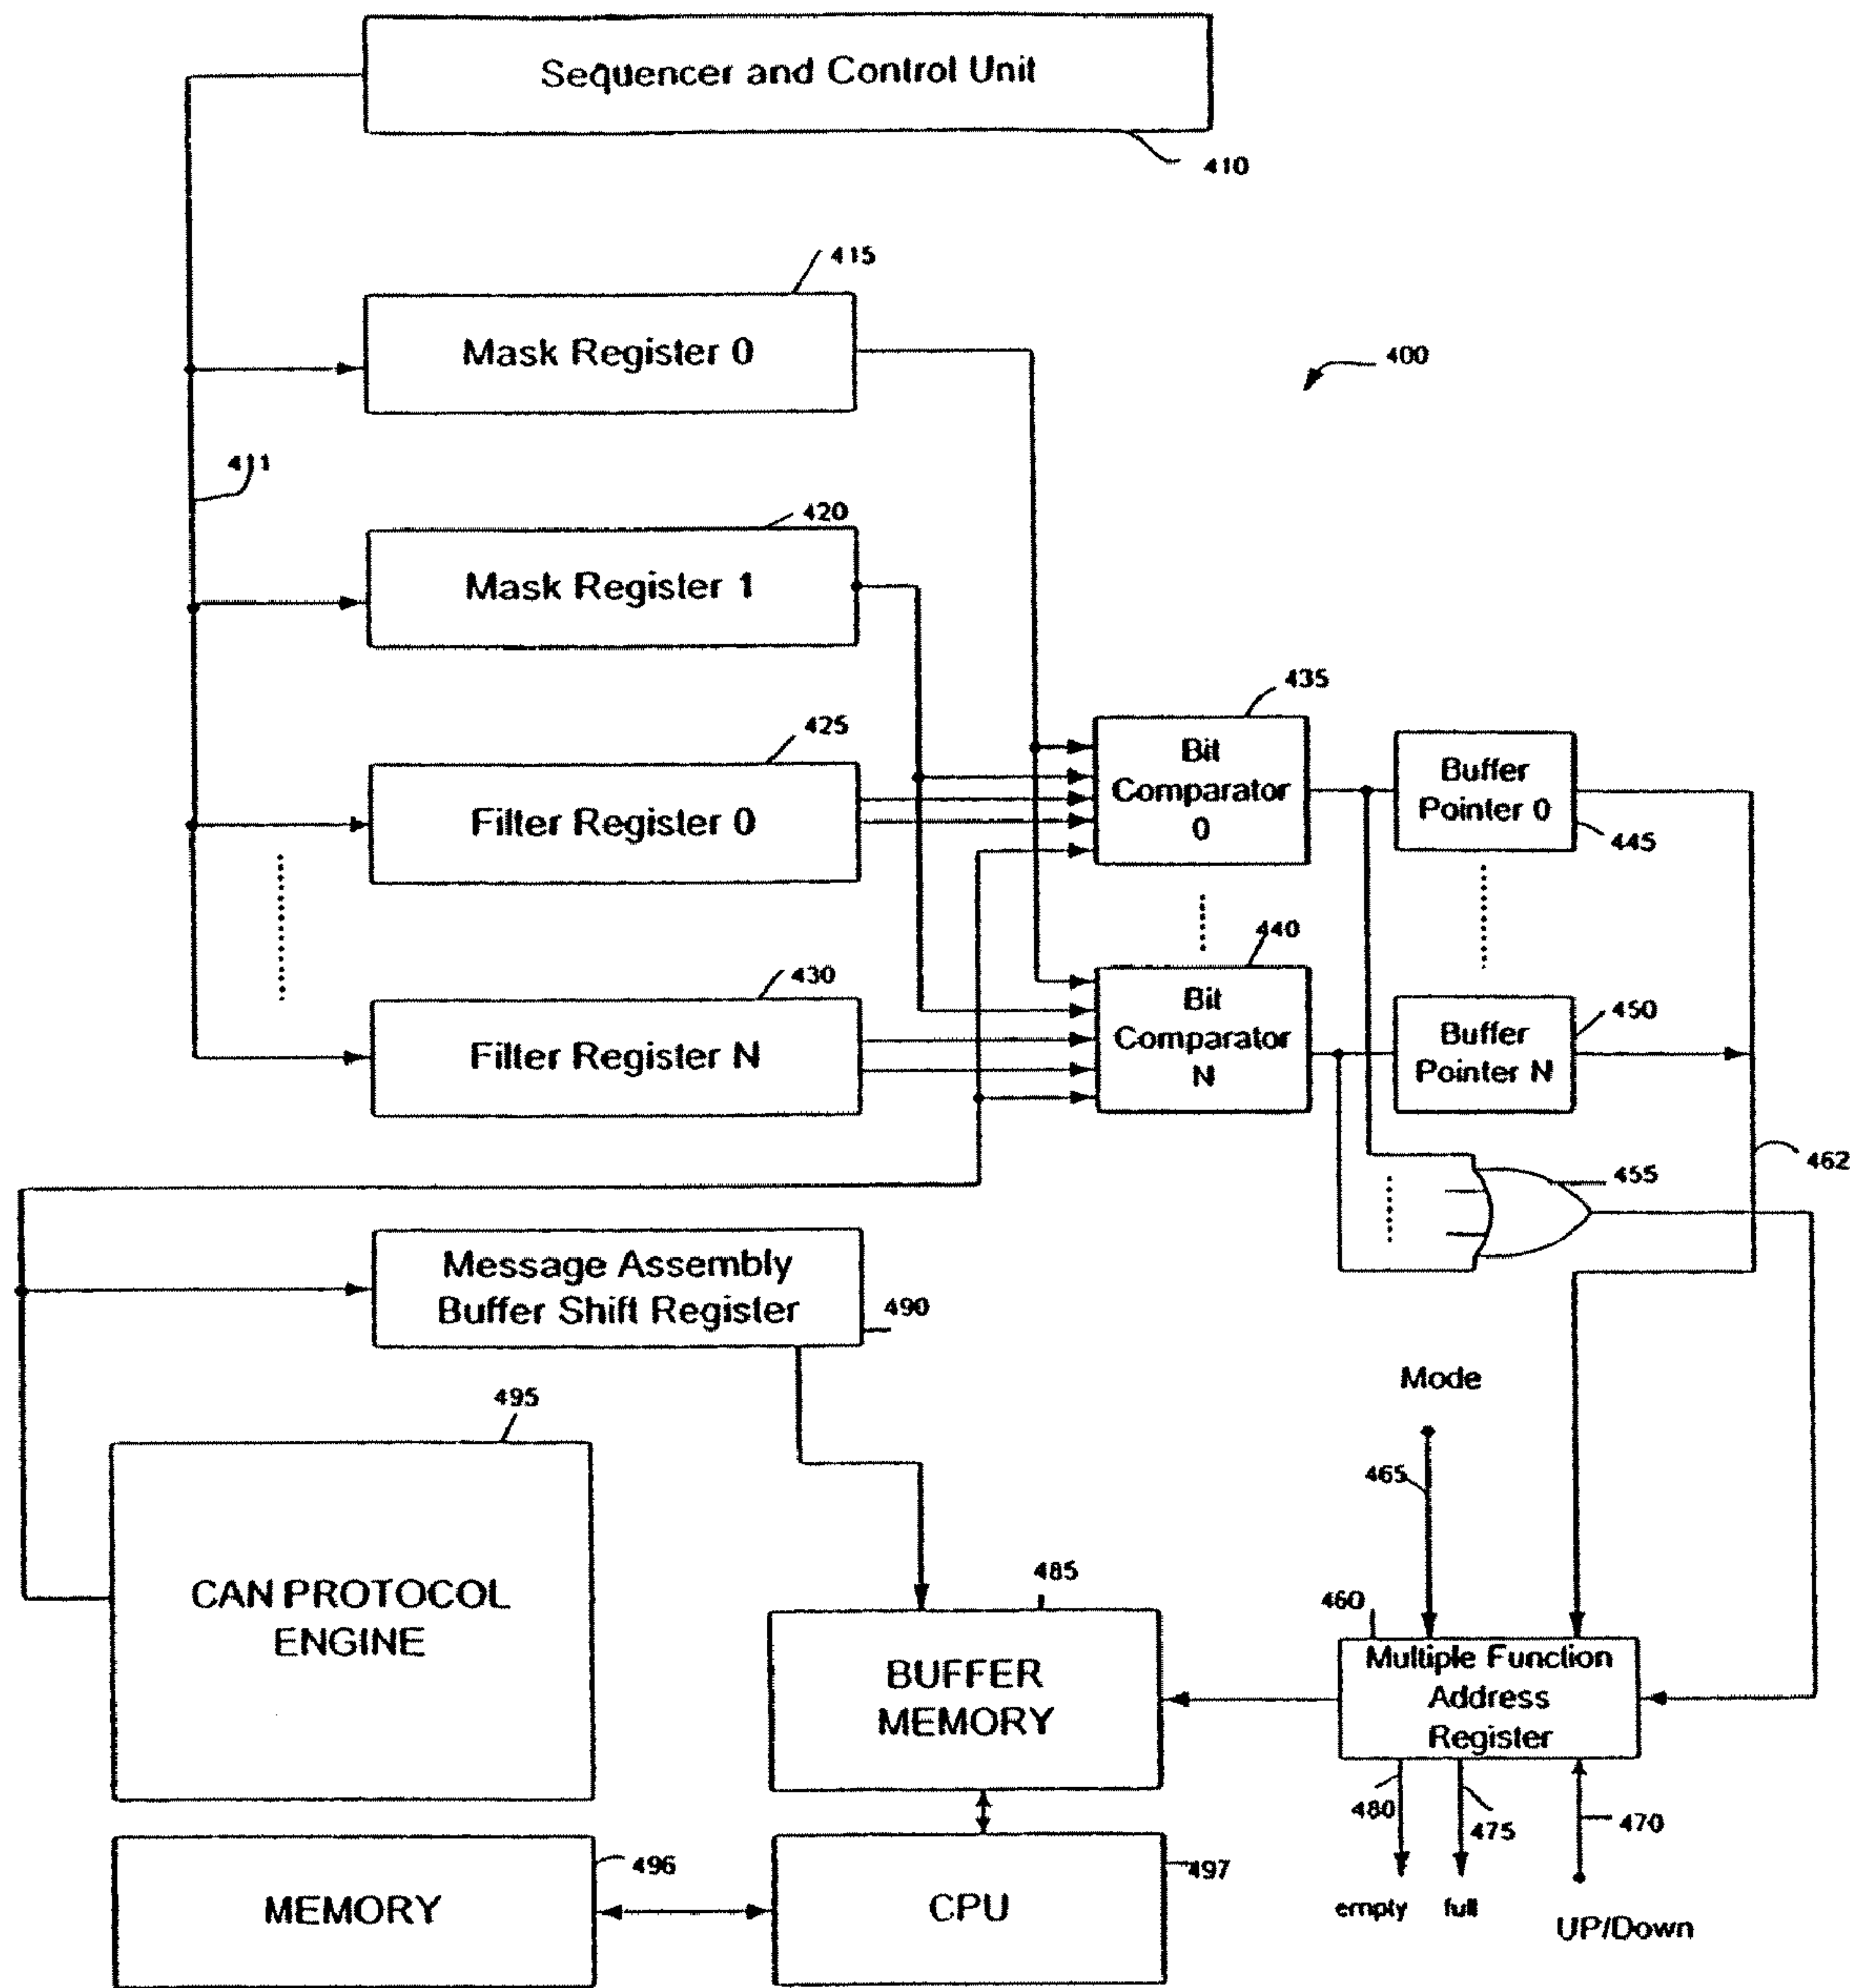 Sequencer and Control Unit
410
415
Mask Register 0
400
411
420
Mask Register 1
435
425
Bit
Comparator
0
Buffer
Pointer 0
Filter Register 0
445
440
430
Bit
Comparator
N
450
Buffer
Pointer N
Filter Register N
462
455
Message Assembly
Buffer Shift Register
490
Mode
495
465
485
460
CAN PROTOCOL
ENGINE
BUFFER
MEMORY
Multiple Function
Address
Register
480
475
470
496
497
MEMORY
CPU
empty
full
UP/Down